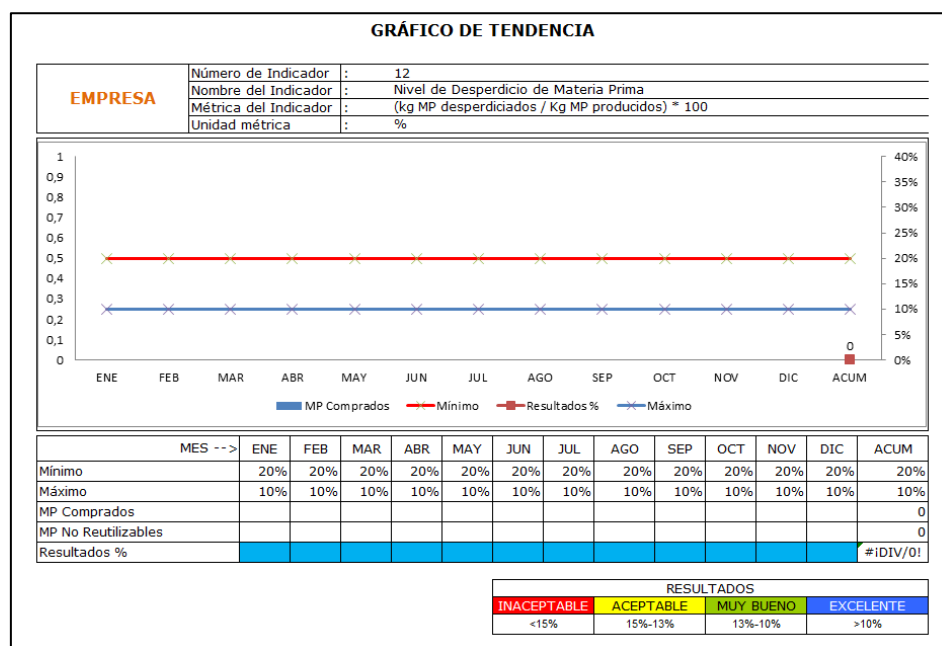 GRÁFICO DE TENDENCIA
EMPRESA
Número de Indicador : 12
Nombre del Indicador : Nivel de Desperdicio de Materia Prima
Métrica del Indicador : (kg MP desperdiciados / Kg MP producidos) * 100
Unidad métrica : %
1 40%
0,9 35%
0,8 30%
0,7 25%
0,6
0,5 20%
0,4 15%
0,3 10%
0,2
0,1 5%
0 0%
0
ENE FEB MAR ABR MAY JUN JUL AGO SEP OCT NOV DIC ACUM
MP Comprados Mínimo Resultados % Máximo
MES --> ENE FEB MAR ABR MAY JUN JUL AGO SEP OCT NOV DIC ACUM
Mínimo 20% 20% 20% 20% 20% 20% 20% 20% 20% 20% 20% 20% 20%
Máximo 10% 10% 10% 10% 10% 10% 10% 10% 10% 10% 10% 10% 10%
MP Comprados 0
MP No Reutilizables 0
Resultados % #¡DIV/0!
RESULTADOS
INACEPTABLE ACEPTABLE MUY BUENO EXCELENTE
<15% 15%-13% 13%-10% >10%